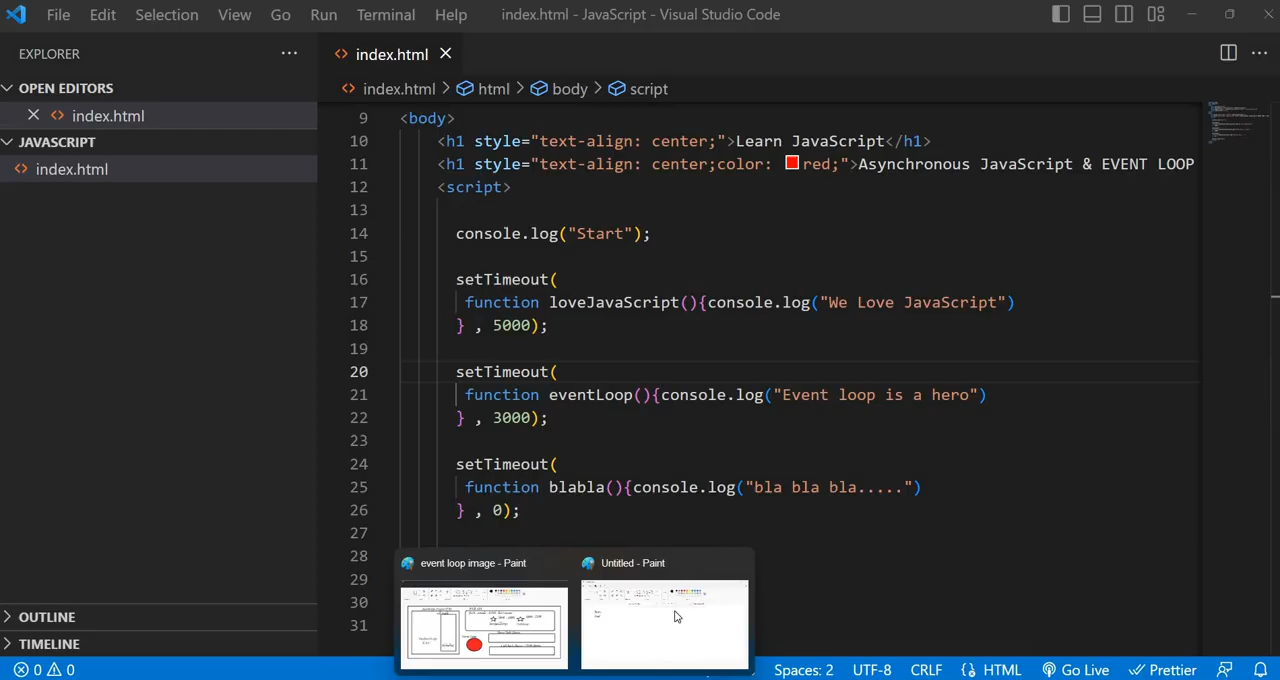 File Edit Selection View Go Run Terminal Help index.html - JavaScript - Visual Studio Code
EXPLORER
OPEN EDITORS
index.html
JAVASCRIPT
index.html
OUTLINE
TIMELINE
index.html
index.html > html > body > script
9 <body>
10 <h1 style="text-align: center;">Learn JavaScript</h1>
11 <h1 style="text-align: center;color: red;">Asynchronous JavaScript & EVENT LOOP
12 <script>
13
14 console.log("Start");
15
16 setTimeout(
17 function loveJavaScript(){console.log("We Love JavaScript")
18 } , 5000);
19
20 setTimeout(
21 function eventLoop(){console.log("Event loop is a hero")
22 } , 3000);
23
24 setTimeout(
25 function blabla(){console.log("bla bla bla.....")
26 } , 0);
27
28
29
30
31
event loop image - Paint
Untitled - Paint
0 0 Spaces: 2 UTF-8 CRLF HTML Go Live Prettier